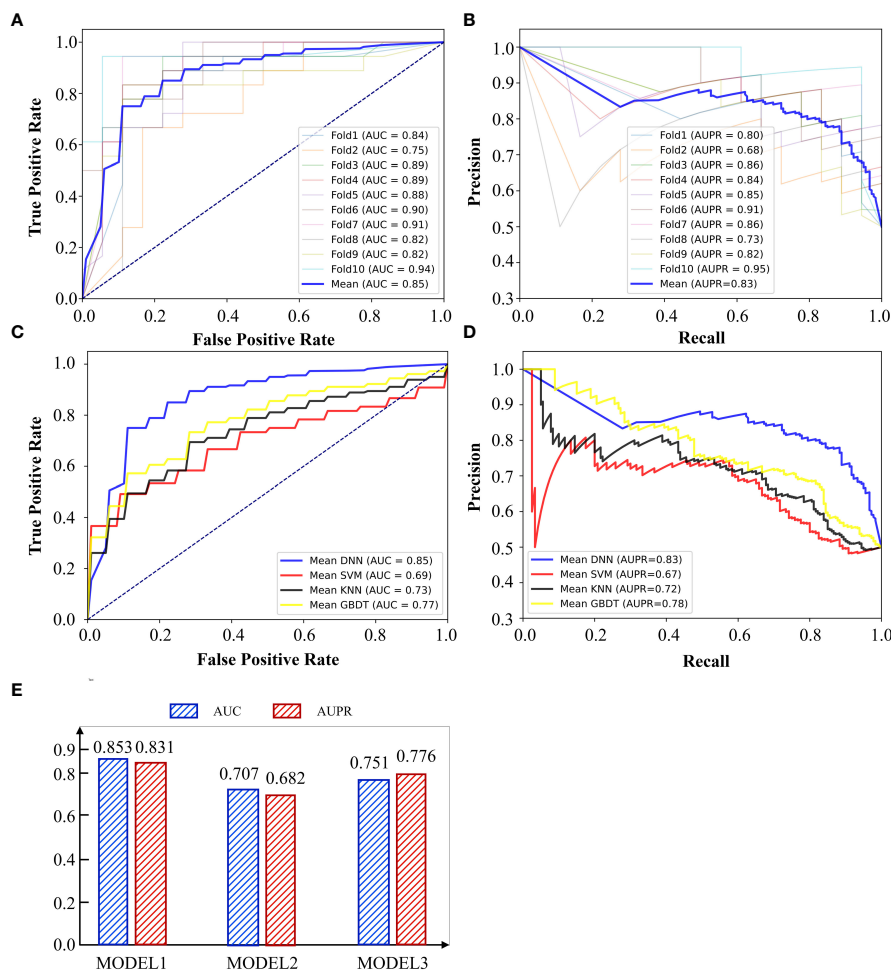 A
1.0
0.8
0.6
0.4
0.2
0.0
True Positive Rate
Fold1 (AUC = 0.84)
Fold2 (AUC = 0.75)
Fold3 (AUC = 0.89)
Fold4 (AUC = 0.89)
Fold5 (AUC = 0.88)
Fold6 (AUC = 0.90)
Fold7 (AUC = 0.91)
Fold8 (AUC = 0.82)
Fold9 (AUC = 0.82)
Fold10 (AUC = 0.94)
Mean (AUC = 0.85)
0.0 0.2 0.4 0.6 0.8 1.0
False Positive Rate
B
1.0
0.9
0.8
0.7
0.6
0.5
0.4
0.3
Precision
Fold1 (AUPR = 0.80)
Fold2 (AUPR = 0.68)
Fold3 (AUPR = 0.86)
Fold4 (AUPR = 0.84)
Fold5 (AUPR = 0.85)
Fold6 (AUPR = 0.91)
Fold7 (AUPR = 0.86)
Fold8 (AUPR = 0.73)
Fold9 (AUPR = 0.82)
Fold10 (AUPR = 0.95)
Mean (AUPR=0.83)
0.0 0.2 0.4 0.6 0.8 1.0
Recall
C
1.0
0.8
0.6
0.4
0.2
0.0
True Positive Rate
Mean DNN (AUC = 0.85)
Mean SVM (AUC = 0.69)
Mean KNN (AUC = 0.73)
Mean GBDT (AUC = 0.77)
0.0 0.2 0.4 0.6 0.8 1.0
False Positive Rate
D
1.0
0.9
0.8
0.7
0.6
0.5
0.4
0.3
Precision
Mean DNN (AUPR=0.83)
Mean SVM (AUPR=0.67)
Mean KNN (AUPR=0.72)
Mean GBDT (AUPR=0.78)
0.0 0.2 0.4 0.6 0.8 1.0
Recall
E
AUC AUPR
0.9
0.8
0.6
0.4
0.2
0.0
0.853 0.831
0.707 0.682
0.751 0.776
MODEL1 MODEL2 MODEL3